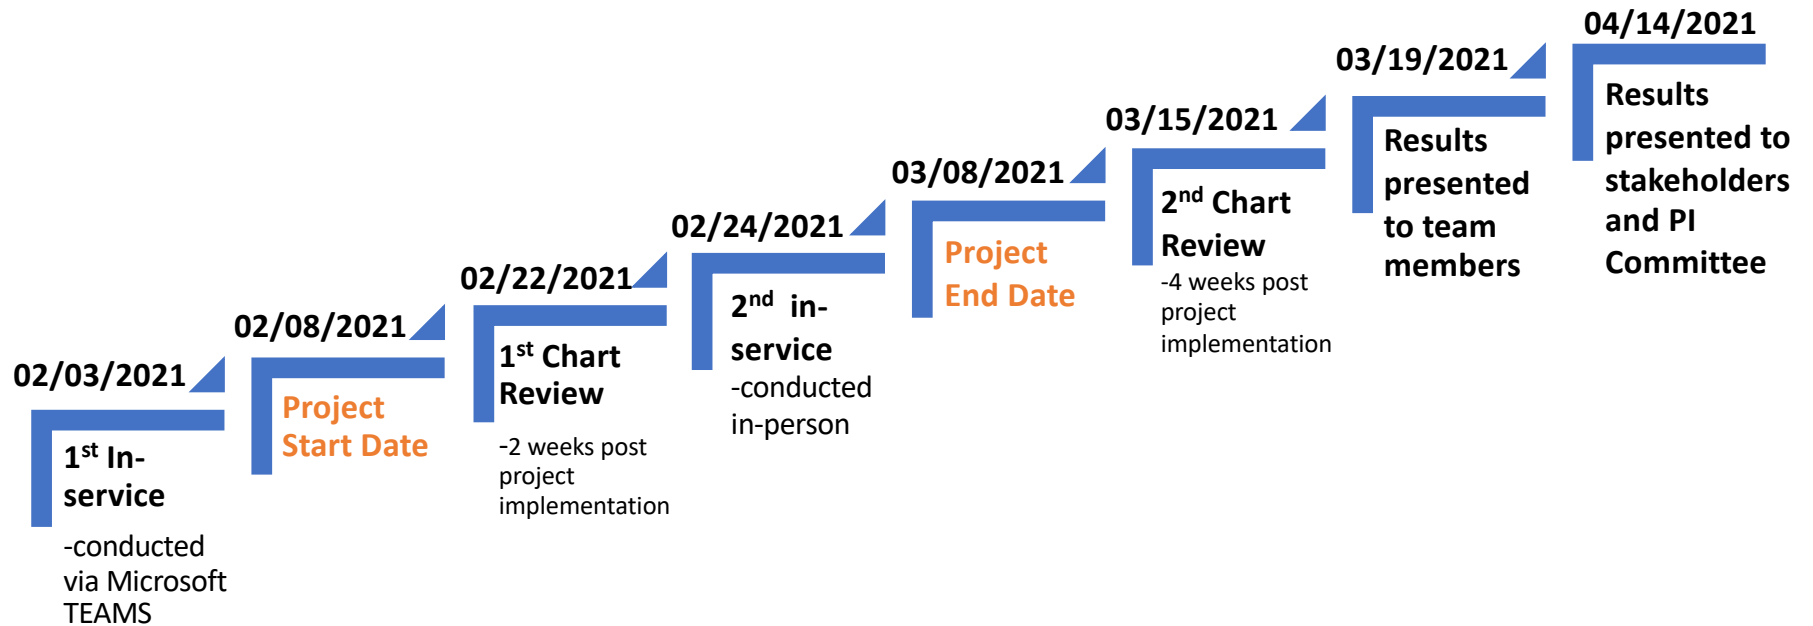 02/03/2021
1st In-
service
-conducted
via Microsoft
TEAMS
02/08/2021
Project
Start Date
02/22/2021
1st Chart
Review
-2 weeks post
project
implementation
02/24/2021
2nd in-
service
-conducted
in-person
03/08/2021
Project
End Date
03/15/2021
2nd Chart
Review
-4 weeks post
project
implementation
03/19/2021
Results
presented
to team
members
04/14/2021
Results
presented to
stakeholders
and PI
Committee